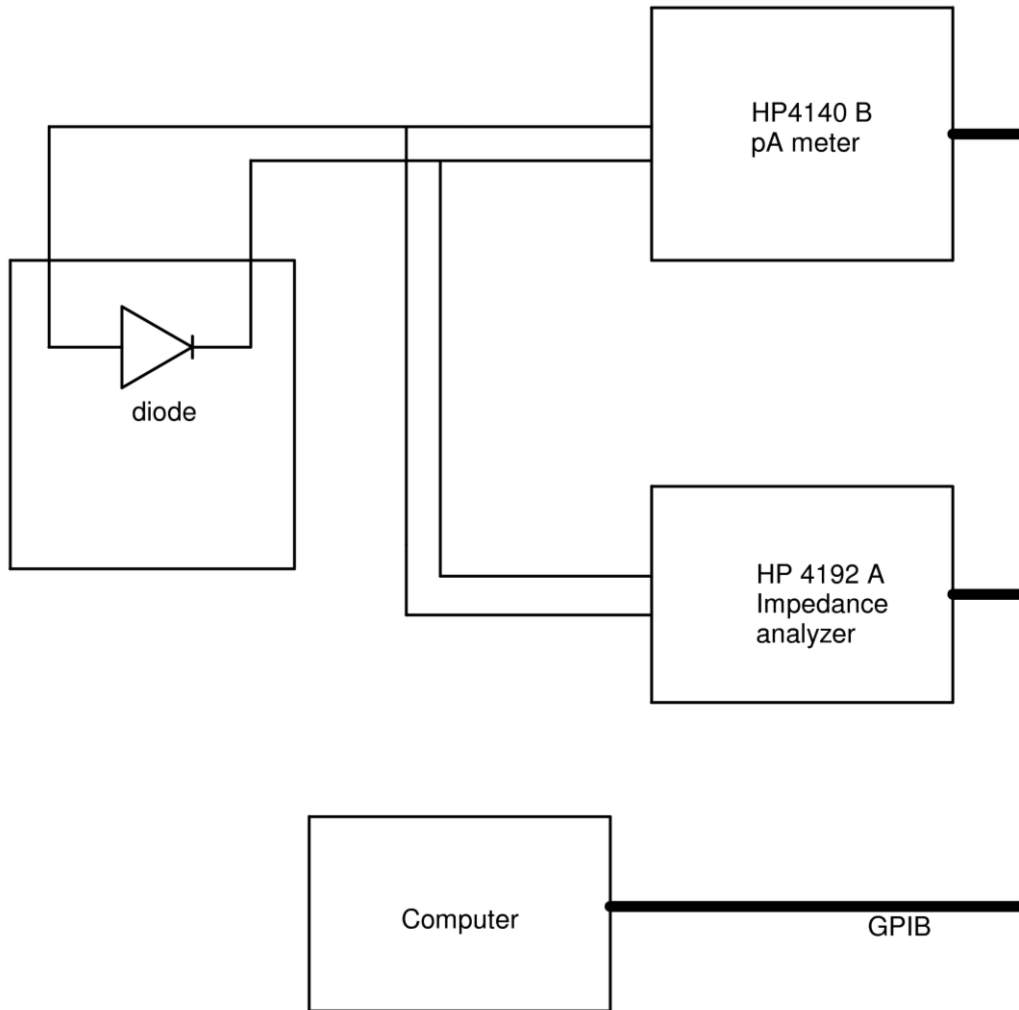 HP4140 B
pA meter
diode
HP 4192 A
Impedance
analyzer
Computer
GPIB